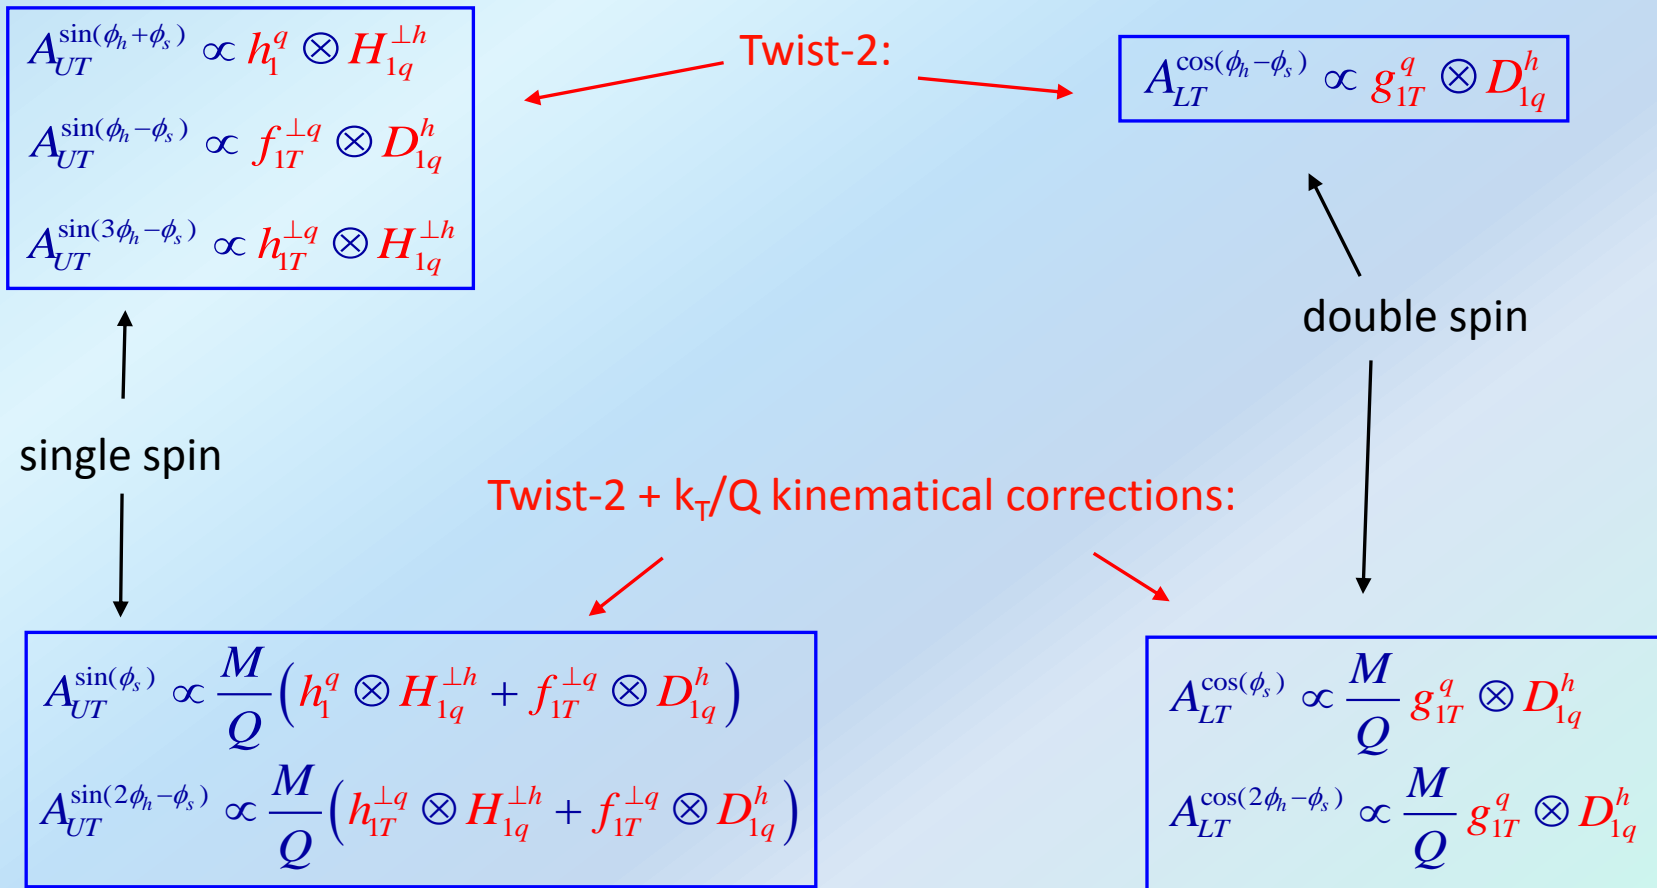 Twist-2:
A_{UT}^{sin(ϕ_h+ϕ_s)} ∝ h_1^q ⊗ H_{1q}^{⊥h}
A_{UT}^{sin(ϕ_h−ϕ_s)} ∝ f_{1T}^{⊥q} ⊗ D_{1q}^h
A_{UT}^{sin(3ϕ_h−ϕ_s)} ∝ h_{1T}^{⊥q} ⊗ H_{1q}^{⊥h}
A_{LT}^{cos(ϕ_h−ϕ_s)} ∝ g_{1T}^q ⊗ D_{1q}^h
double spin
single spin
Twist-2 + k_T/Q kinematical corrections:
A_{UT}^{sin(ϕ_s)} ∝ \frac{M}{Q}(h_1^q ⊗ H_{1q}^{⊥h} + f_{1T}^{⊥q} ⊗ D_{1q}^h)
A_{UT}^{sin(2ϕ_h−ϕ_s)} ∝ \frac{M}{Q}(h_{1T}^{⊥q} ⊗ H_{1q}^{⊥h} + f_{1T}^{⊥q} ⊗ D_{1q}^h)
A_{LT}^{cos(ϕ_s)} ∝ \frac{M}{Q} g_{1T}^q ⊗ D_{1q}^h
A_{LT}^{cos(2ϕ_h−ϕ_s)} ∝ \frac{M}{Q} g_{1T}^q ⊗ D_{1q}^h